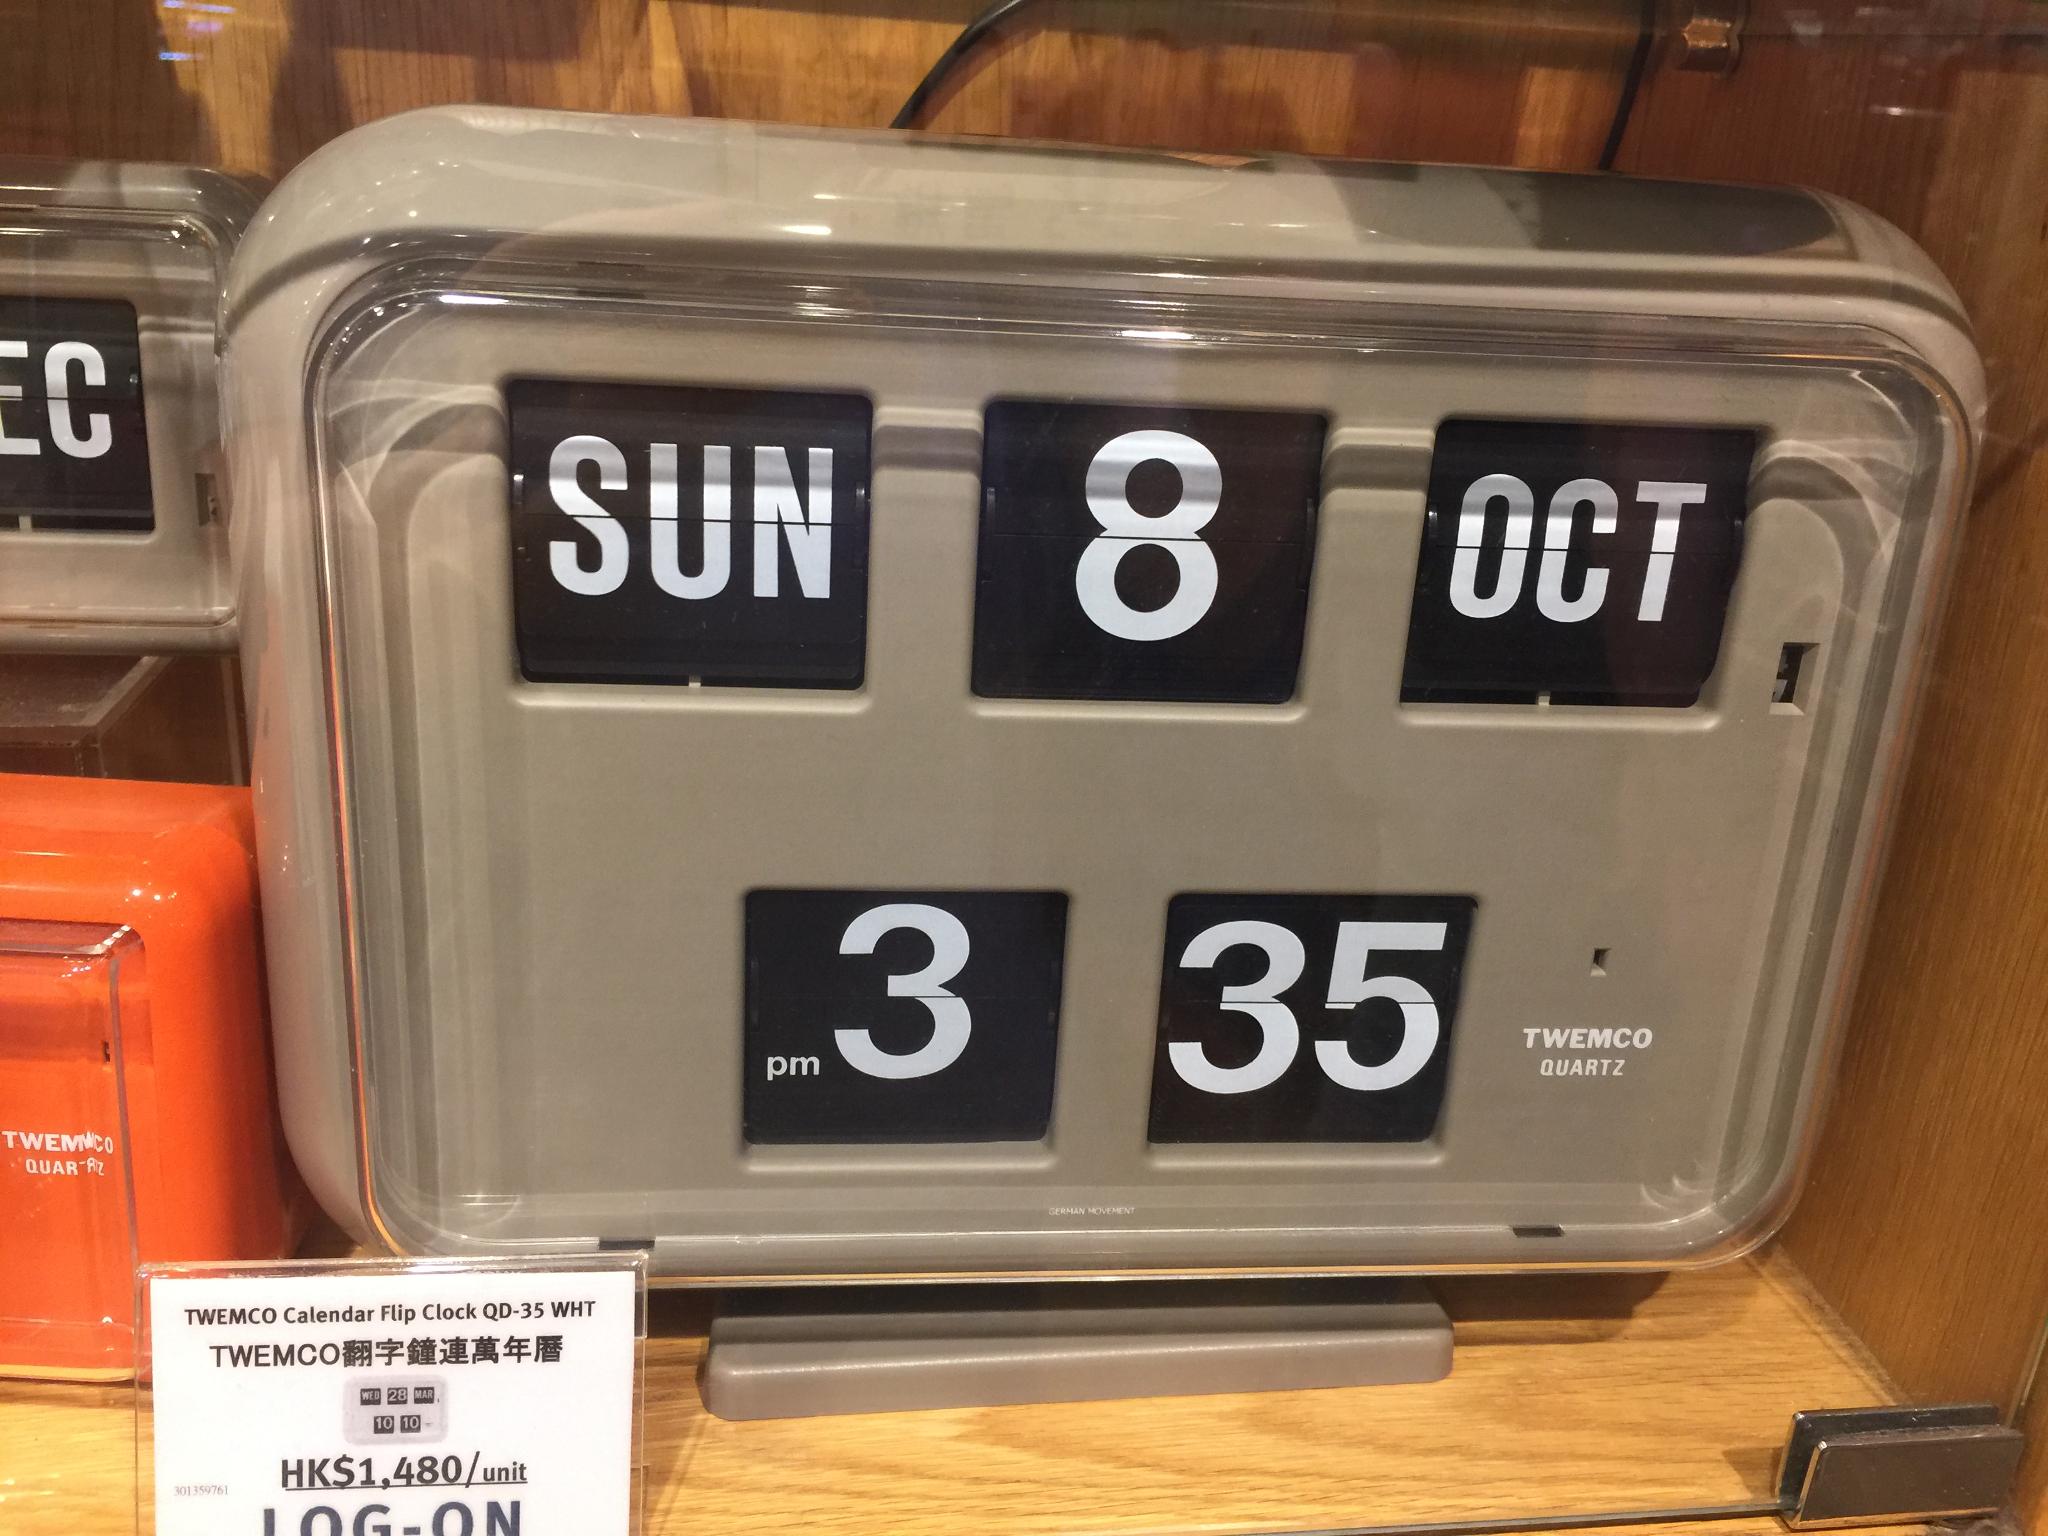 EC
SUN 8 OCT
pm 3 35
TWEMCO
QUARTZ
GERMAN MOVEMENT
TWEMCO
QUARTZ
TWEMCO Calendar Flip Clock QD-35 WHT
TWEMCO翻字鐘連萬年曆
WED 28 MAR
10 10
HK$1,480/unit
301359761
LOG-ON